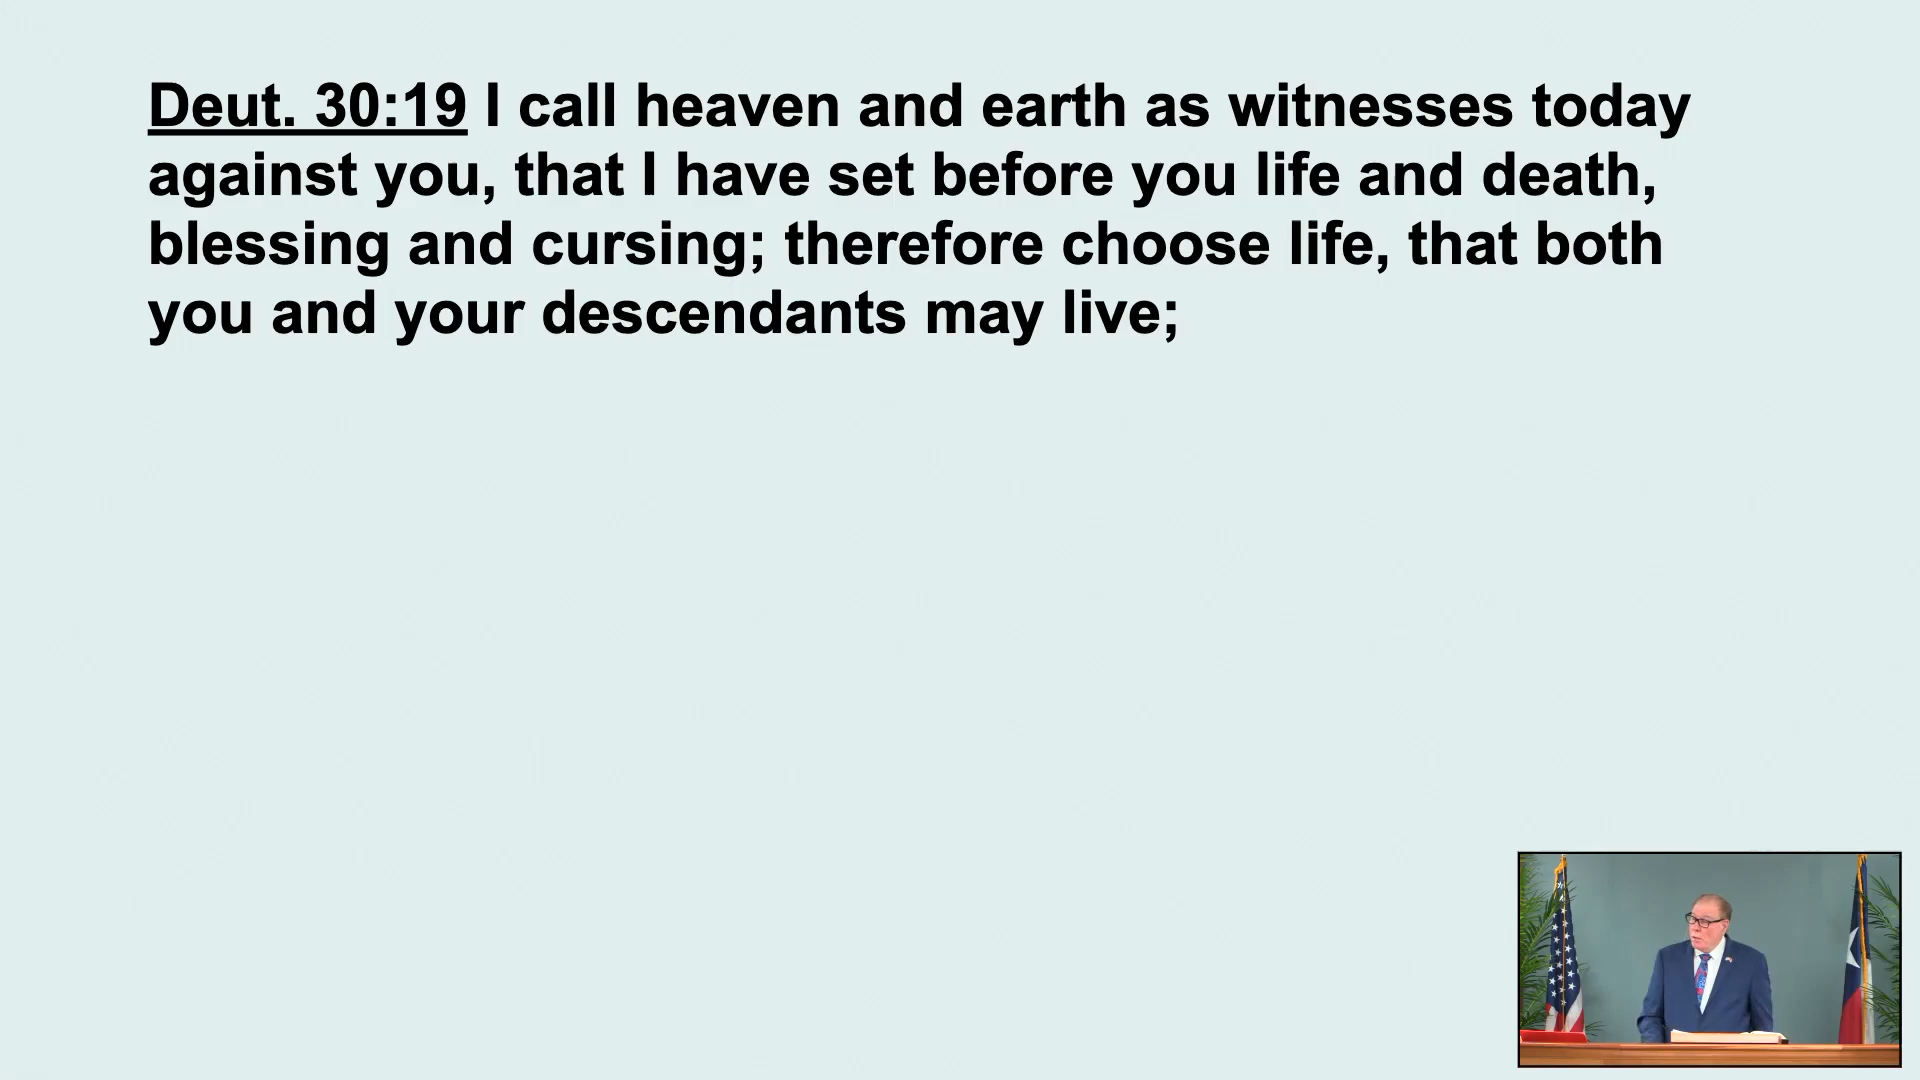 Deut. 30:19 I call heaven and earth as witnesses today
against you, that I have set before you life and death,
blessing and cursing; therefore choose life, that both
you and your descendants may live;